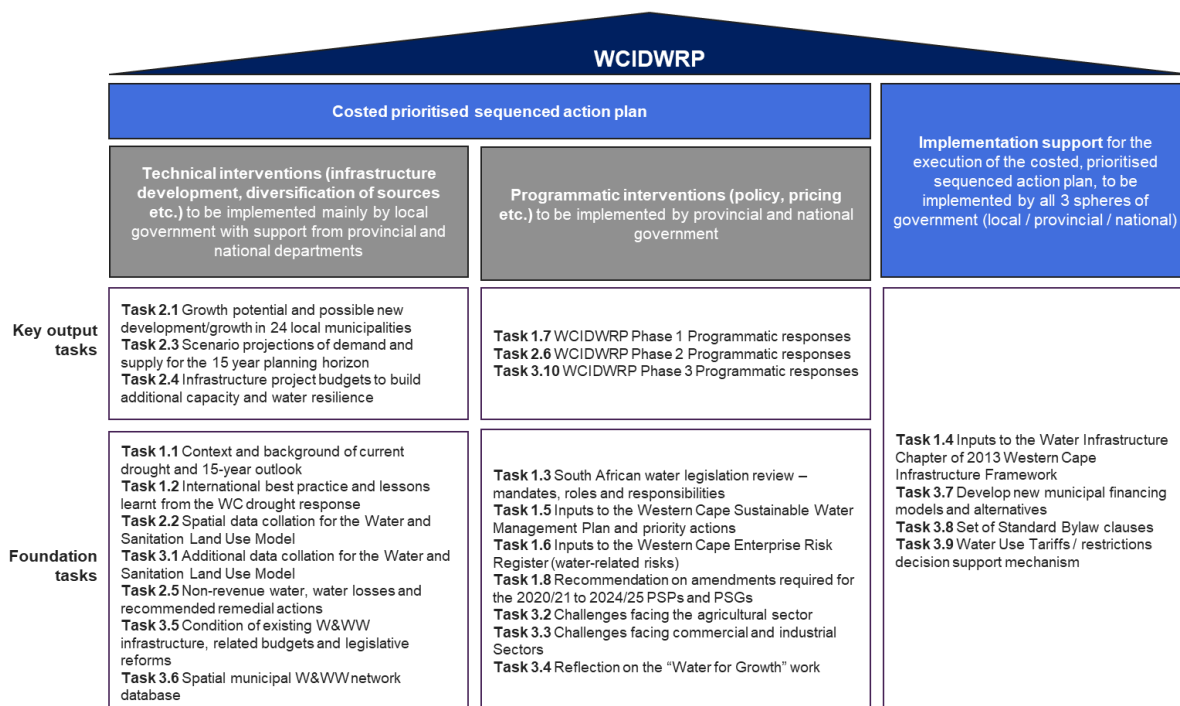 WCIDWRP
Costed prioritised sequenced action plan
Technical interventions (infrastructure
development, diversification of sources
etc.) to be implemented mainly by local
government with support from provincial and
national departments
Programmatic interventions (policy, pricing
etc.) to be implemented by provincial and national
government
Implementation support for the
execution of the costed, prioritised
sequenced action plan, to be
implemented by all 3 spheres of
government (local / provincial / national)
Key output
tasks
Task 2.1 Growth potential and possible new
development/growth in 24 local municipalities
Task 2.3 Scenario projections of demand and
supply for the 15 year planning horizon
Task 2.4 Infrastructure project budgets to build
additional capacity and water resilience
Task 1.7 WCIDWRP Phase 1 Programmatic responses
Task 2.6 WCIDWRP Phase 2 Programmatic responses
Task 3.10 WCIDWRP Phase 3 Programmatic responses
Foundation
tasks
Task 1.1 Context and background of current
drought and 15-year outlook
Task 1.2 International best practice and lessons
learnt from the WC drought response
Task 2.2 Spatial data collation for the Water and
Sanitation Land Use Model
Task 3.1 Additional data collation for the Water and
Sanitation Land Use Model
Task 2.5 Non-revenue water, water losses and
recommended remedial actions
Task 3.5 Condition of existing W&WW
infrastructure, related budgets and legislative
reforms
Task 3.6 Spatial municipal W&WW network
database
Task 1.3 South African water legislation review –
mandates, roles and responsibilities
Task 1.5 Inputs to the Western Cape Sustainable Water
Management Plan and priority actions
Task 1.6 Inputs to the Western Cape Enterprise Risk
Register (water-related risks)
Task 1.8 Recommendation on amendments required for
the 2020/21 to 2024/25 PSPs and PSGs
Task 3.2 Challenges facing the agricultural sector
Task 3.3 Challenges facing commercial and industrial
Sectors
Task 3.4 Reflection on the “Water for Growth” work
Task 1.4 Inputs to the Water Infrastructure
Chapter of 2013 Western Cape
Infrastructure Framework
Task 3.7 Develop new municipal financing
models and alternatives
Task 3.8 Set of Standard Bylaw clauses
Task 3.9 Water Use Tariffs / restrictions
decision support mechanism